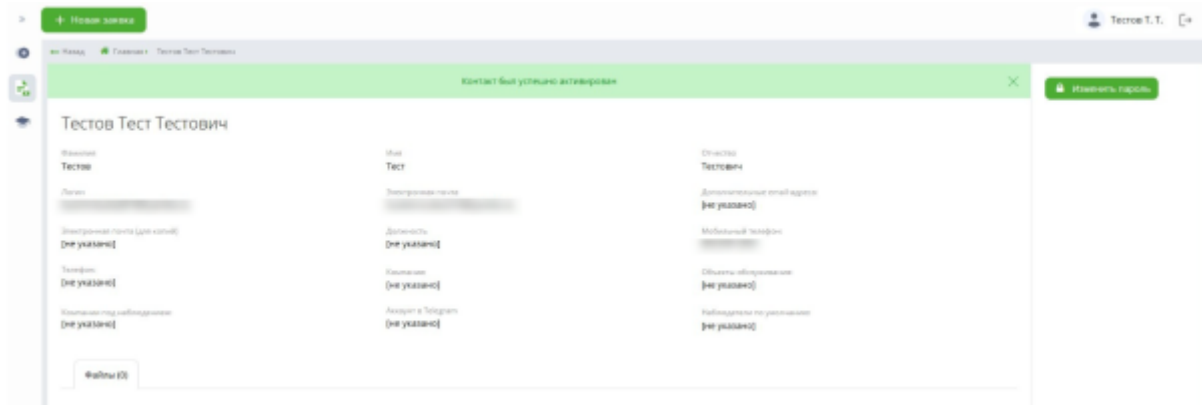 + Новая заявка
Тестов Т. Т.
Назад Главная Тестов Тест Тестович
Контакт был успешно активирован
Изменить пароль
Тестов Тест Тестович
Фамилия Имя Отчество
Тестов Тест Тестович
Логин Электронная почта Дополнительные email адреса
[не указано]
Электронная почта (для копий) Должность Мобильный телефон
[не указано] [не указано]
Телефон Компания Объекты обслуживания
[не указано] [не указано] [не указано]
Компании под наблюдением Аккаунт в Telegram Наблюдатели по умолчанию
[не указано] [не указано] [не указано]
Файлы (0)